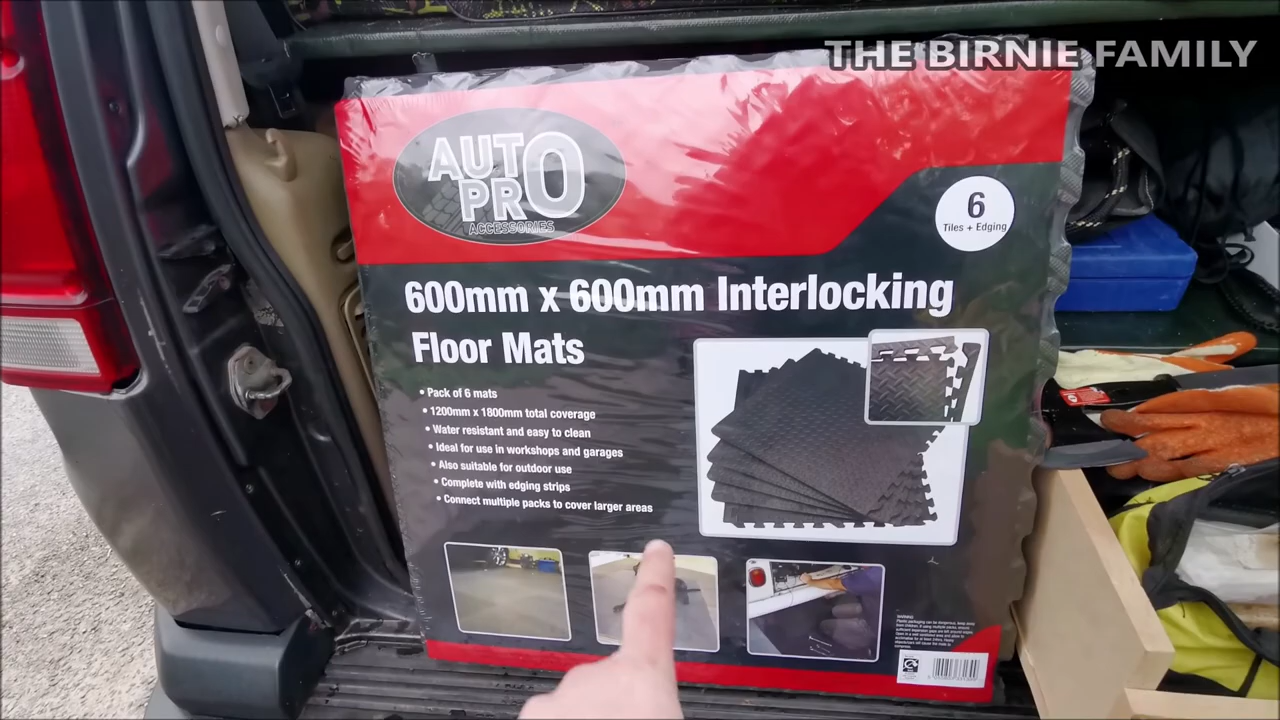 THE BIRNIE FAMILY
AUTO
PRO
ACCESSORIES
6
Tiles + Edging
600mm x 600mm Interlocking
Floor Mats
• Pack of 6 mats
• 1200mm x 1800mm total coverage
• Water resistant and easy to clean
• Ideal for use in workshops and garages
• Also suitable for outdoor use
• Complete with edging strips
• Connect multiple packs to cover larger areas
WARNING